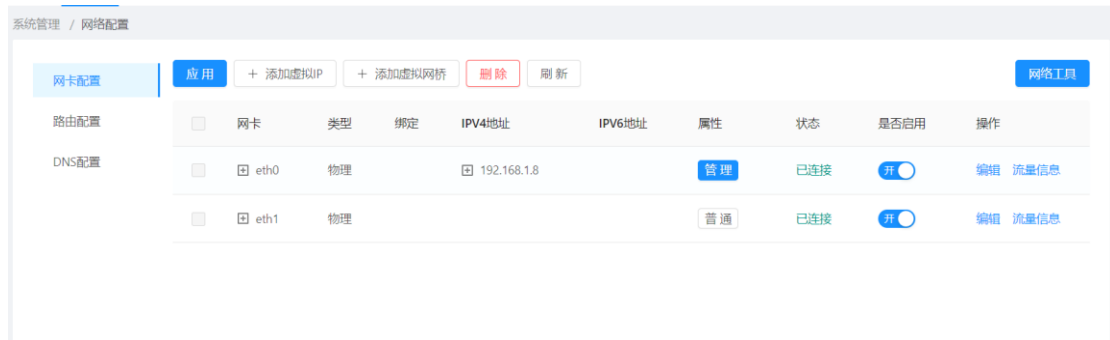 系统管理 / 网络配置
网卡配置
路由配置
DNS配置
应用 + 添加虚拟IP + 添加虚拟网桥 删除 刷新 网络工具
网卡 类型 绑定 IPV4地址 IPV6地址 属性 状态 是否启用 操作
eth0 物理 192.168.1.8 管理 已连接 开 编辑 流量信息
eth1 物理 普通 已连接 开 编辑 流量信息